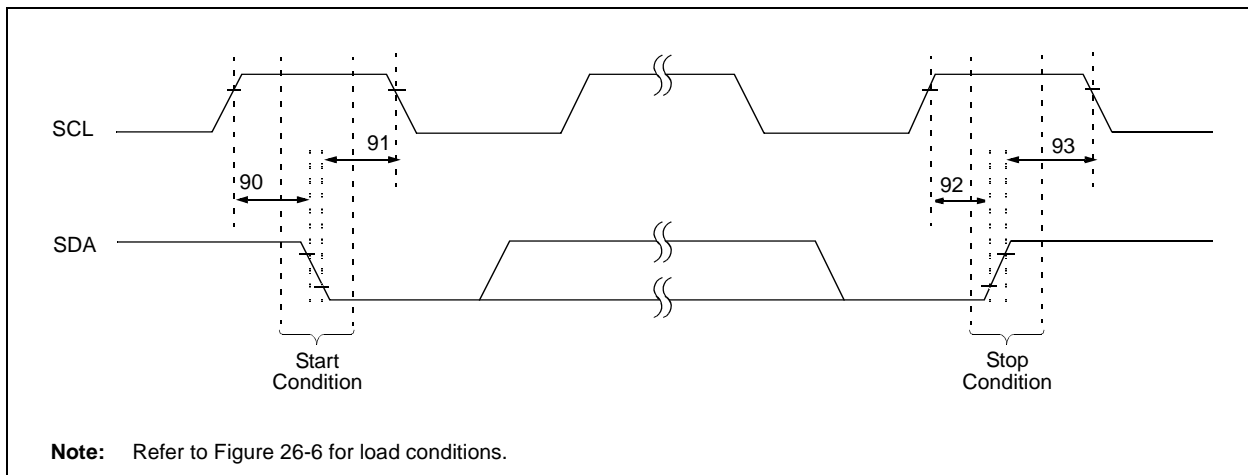 SCL
91
93
90
92
SDA
Start
Condition
Stop
Condition
Note: Refer to Figure 26-6 for load conditions.